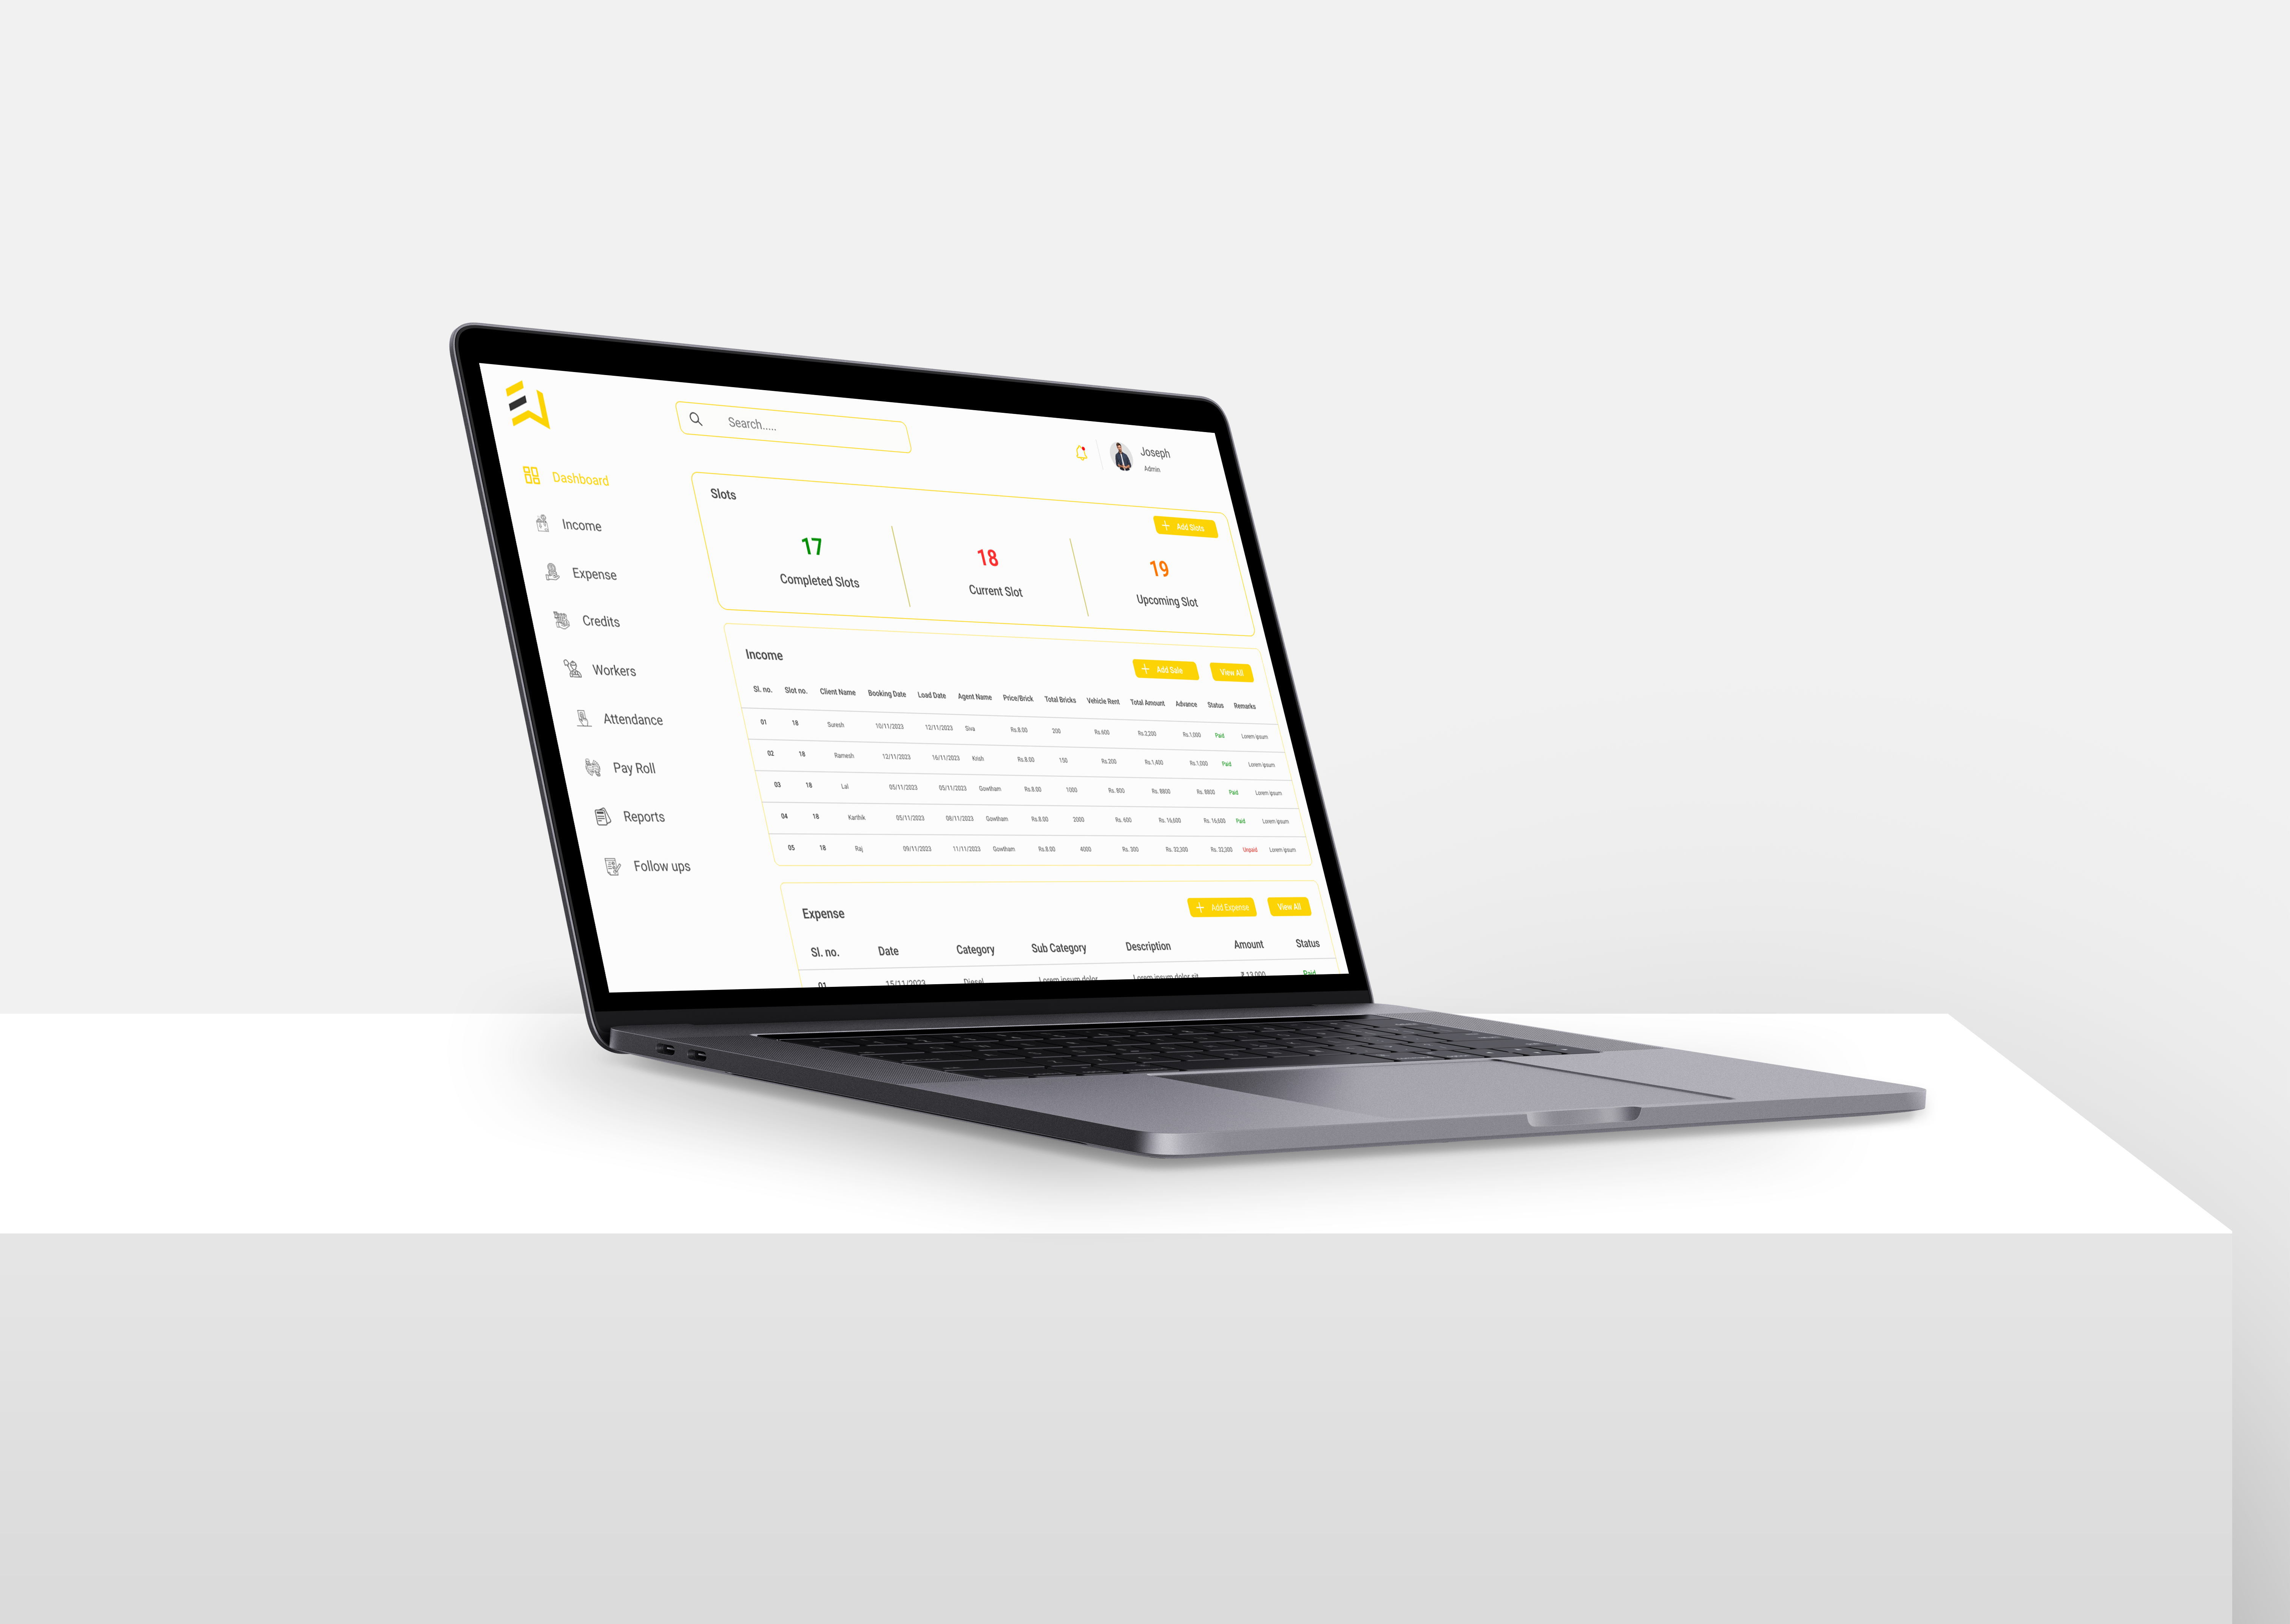 Search.....
Joseph
Admin
Dashboard
Income
Expense
Credits
Workers
Attendance
Pay Roll
Reports
Follow ups
Slots
Add Slots
17
18
19
Completed Slots
Current Slot
Upcoming Slot
Income
Add Sale
View All
Sl. no. Slot no. Client Name Booking Date Load Date Agent Name Price/Brick Total Bricks Vehicle Rent Total Amount Advance Status Remarks
01 18 Suresh 10/11/2023 12/11/2023 Siva Rs.8.00 200 Rs.600 Rs.2,200 Rs.1,000 Paid Lorem ipsum
02 18 Ramesh 12/11/2023 16/11/2023 Krish Rs.8.00 150 Rs.200 Rs.1,400 Rs.1,000 Paid Lorem ipsum
03 18 Lal 05/11/2023 05/11/2023 Gowtham Rs.8.00 1000 Rs. 800 Rs. 8800 Rs. 8800 Paid Lorem ipsum
04 18 Karthik 05/11/2023 08/11/2023 Gowtham Rs.8.00 2000 Rs. 600 Rs. 16,600 Rs. 16,600 Paid Lorem ipsum
05 18 Raj 09/11/2023 11/11/2023 Gowtham Rs.8.00 4000 Rs. 300 Rs. 32,300 Rs. 32,300 Unpaid Lorem ipsum
Expense
Add Expense
View All
Sl. no. Date Category Sub Category Description Amount Status
01 15/11/2023 Diesel Lorem ipsum dolor Lorem ipsum dolor sit ₹ 13,000 Paid